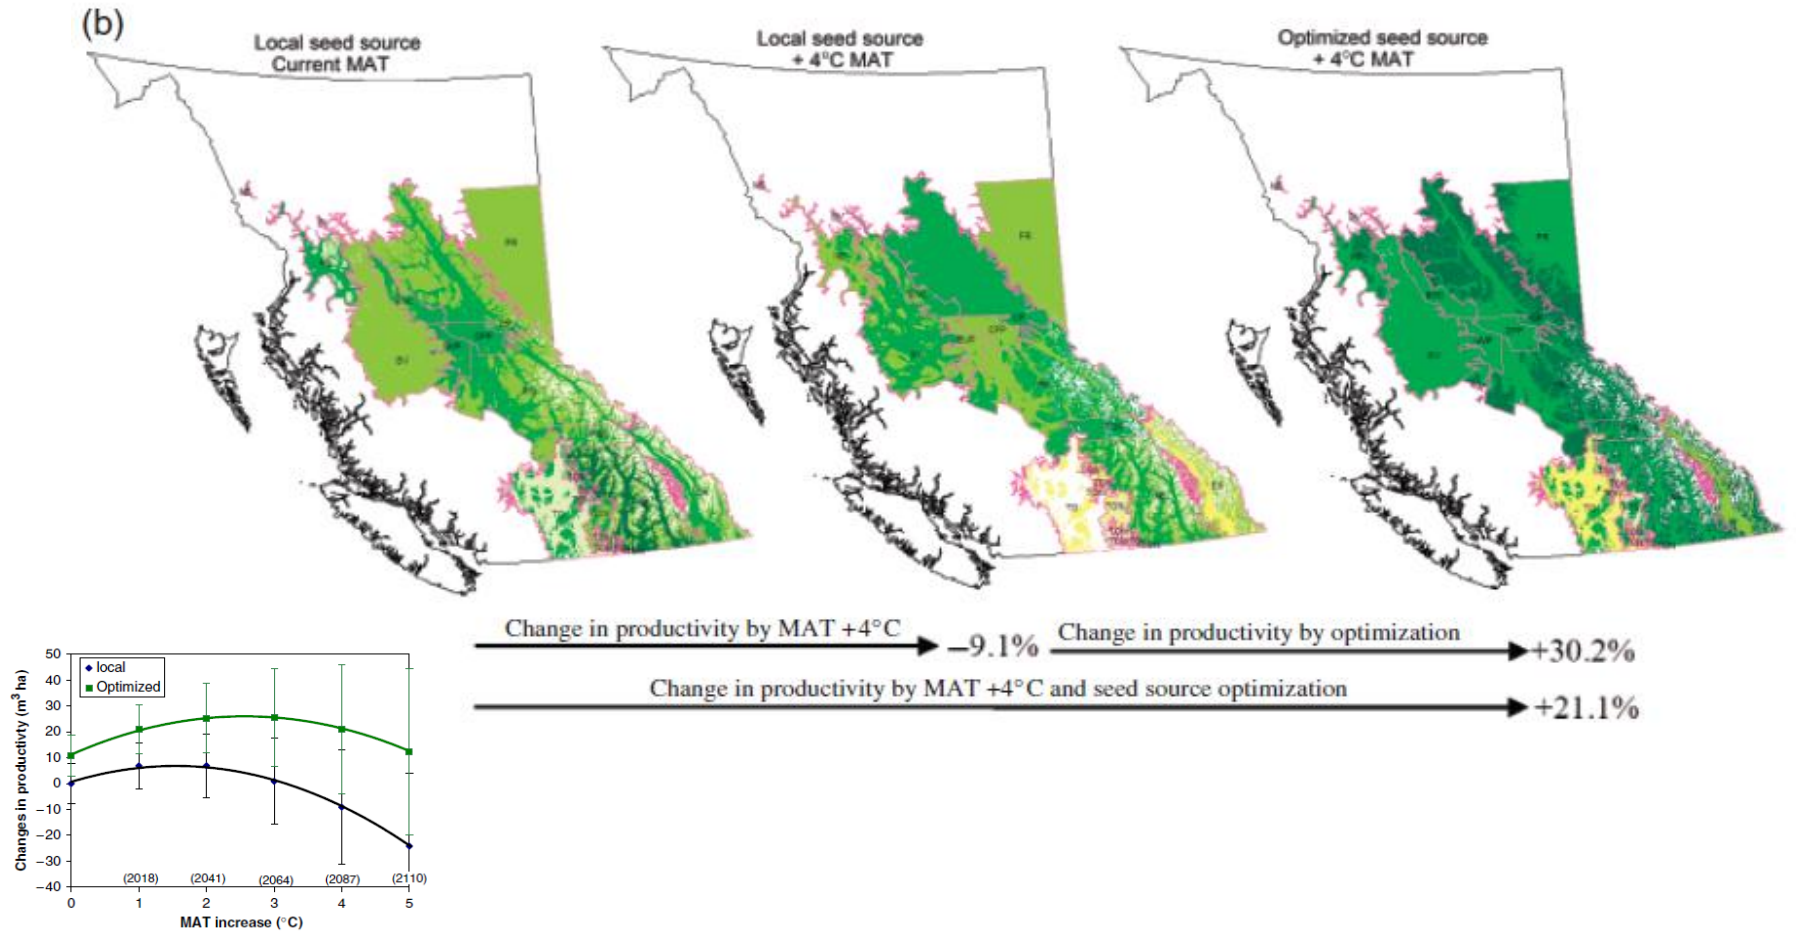 (b)
Local seed source
Current MAT
Local seed source
+ 4°C MAT
Optimized seed source
+ 4°C MAT
Change in productivity by MAT +4°C
–9.1%
Change in productivity by optimization
+30.2%
Change in productivity by MAT +4°C and seed source optimization
+21.1%
Changes in productivity (m³ ha)
50
40
30
20
10
0
−10
−20
−30
−40
local
Optimized
(2018)
(2041)
(2064)
(2087)
(2110)
0
1
2
3
4
5
MAT increase (°C)